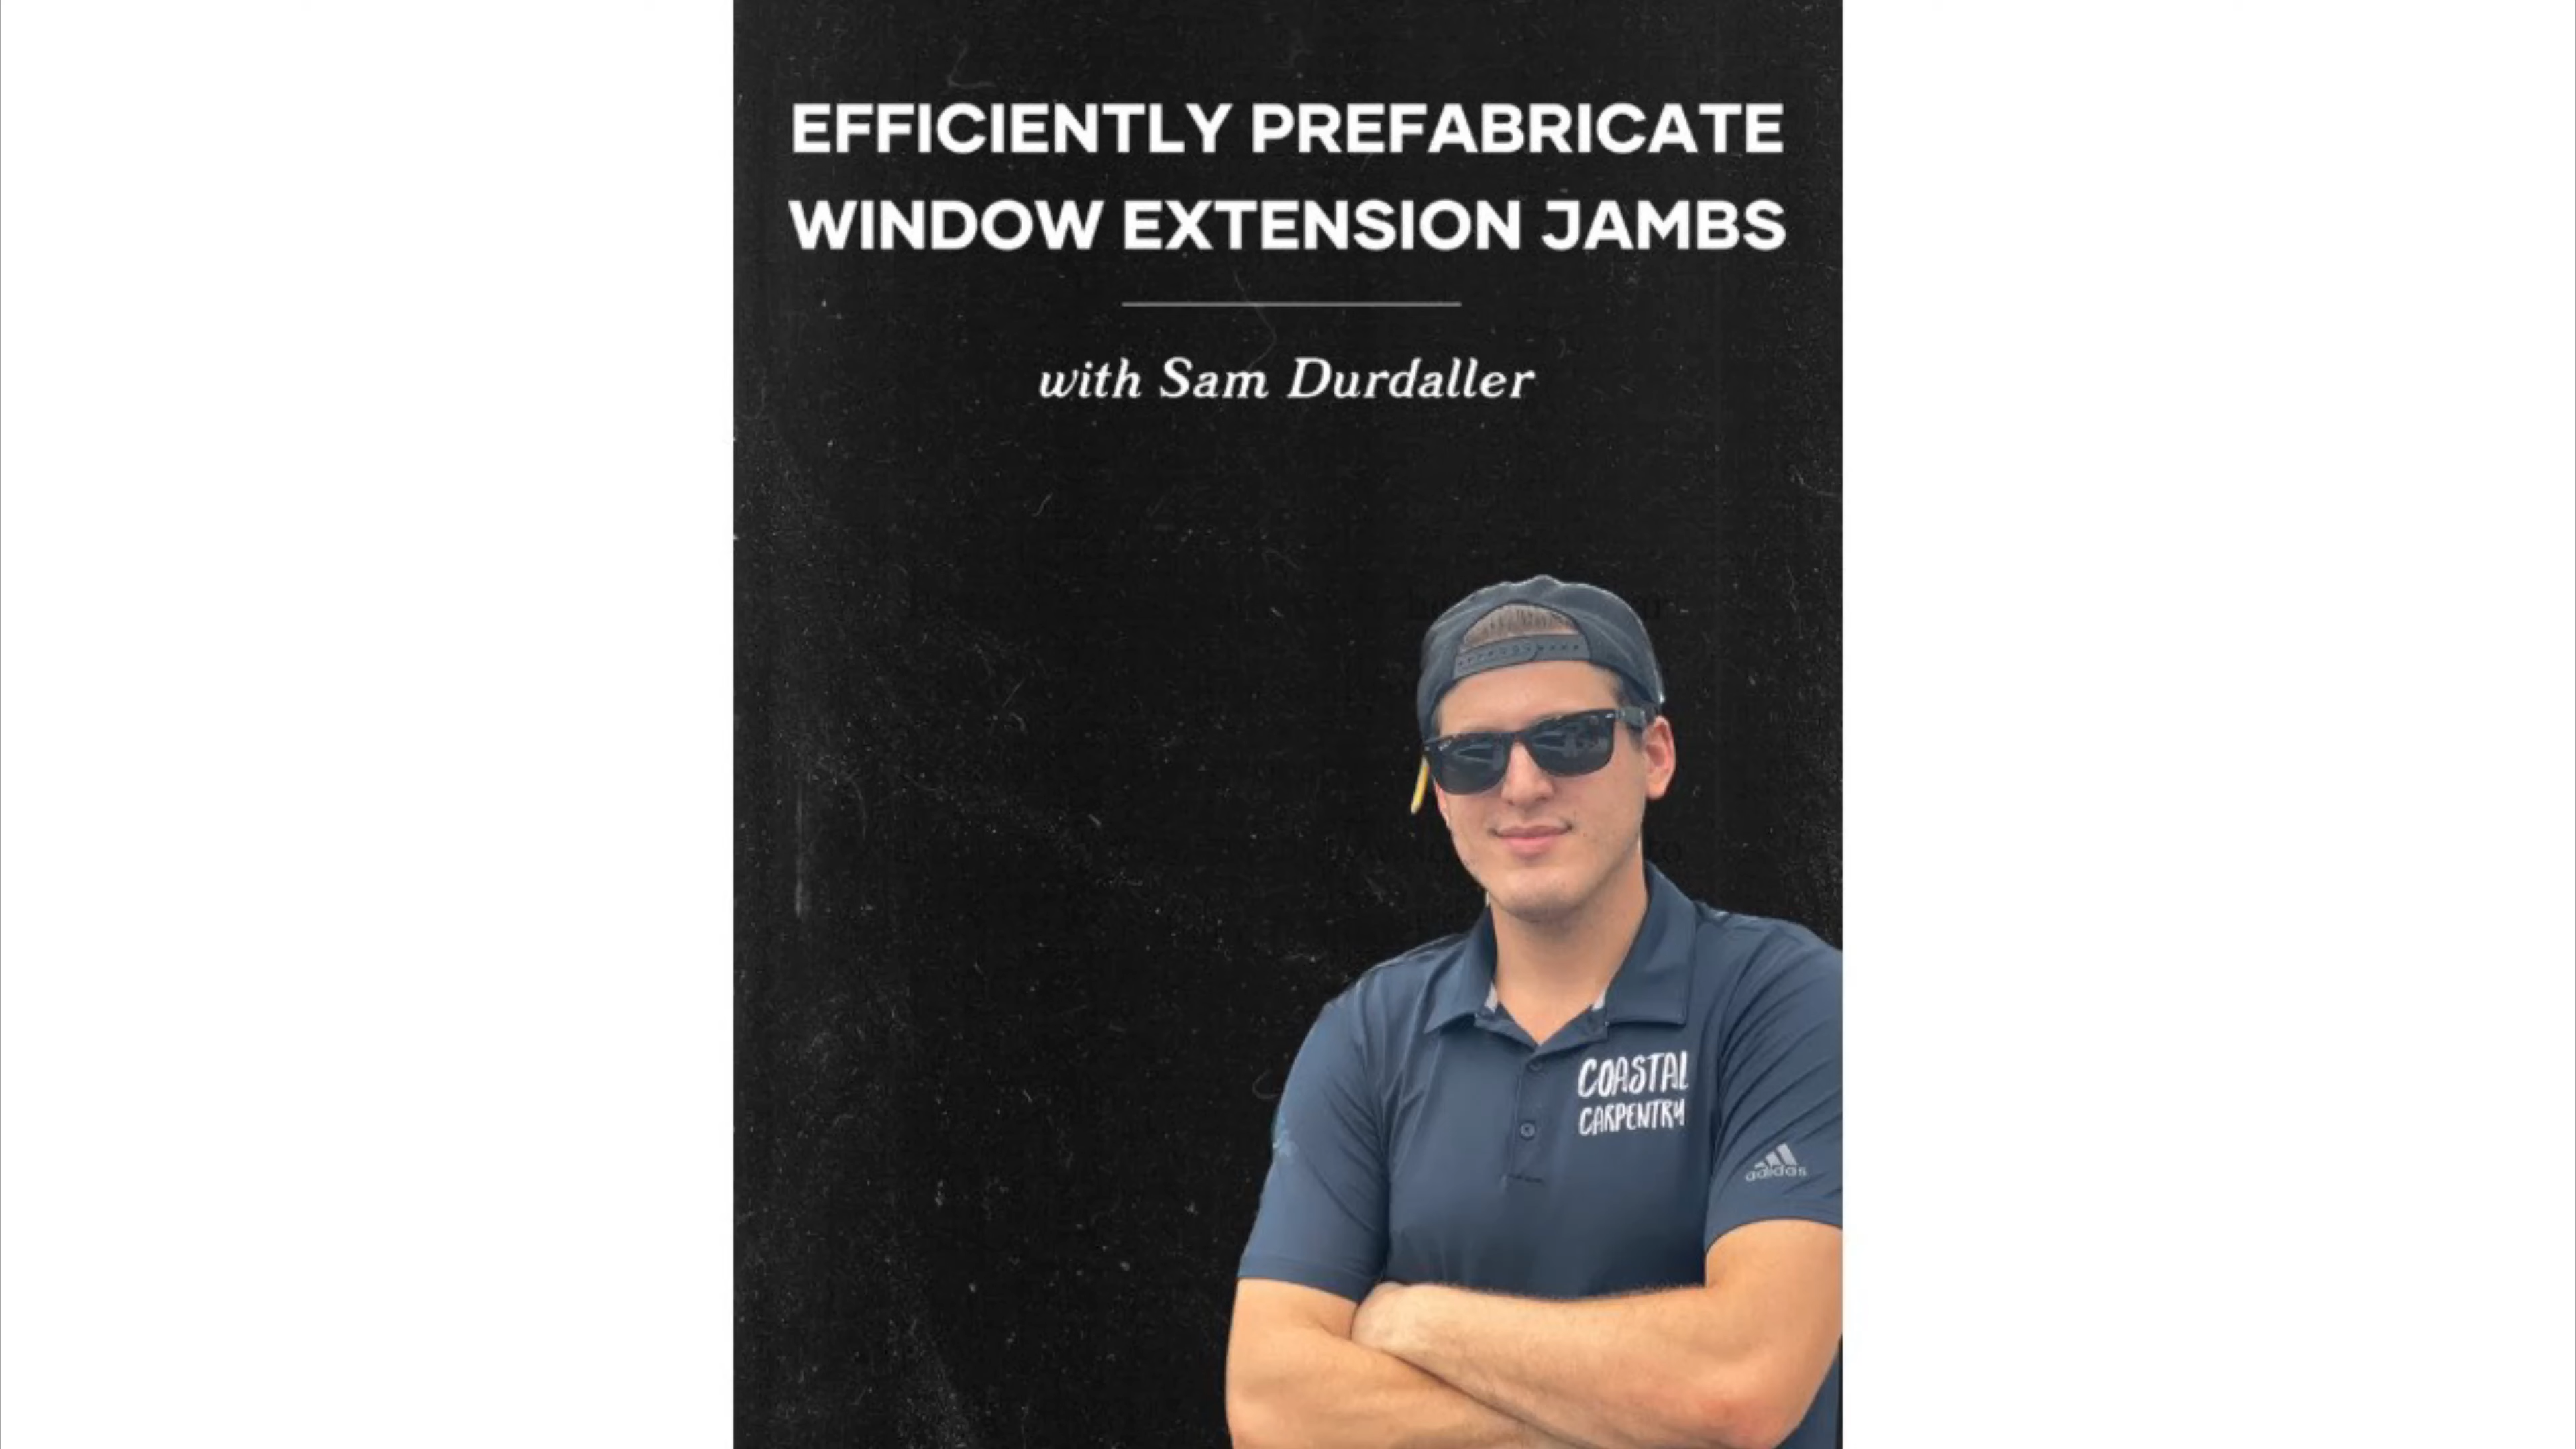 EFFICIENTLY PREFABRICATE
WINDOW EXTENSION JAMBS
with Sam Durdaller
COASTAL
CARPENTRY
adidas